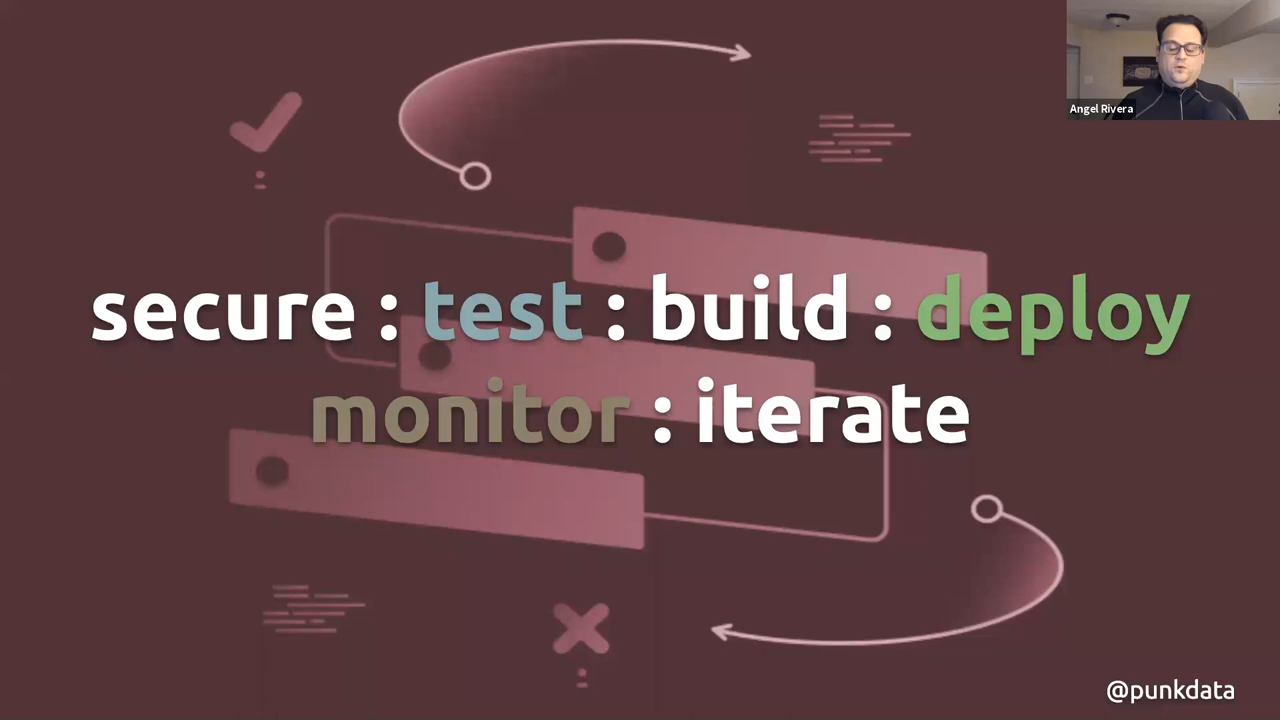 Angel Rivera
secure : test : build : deploy
monitor : iterate
@punkdata